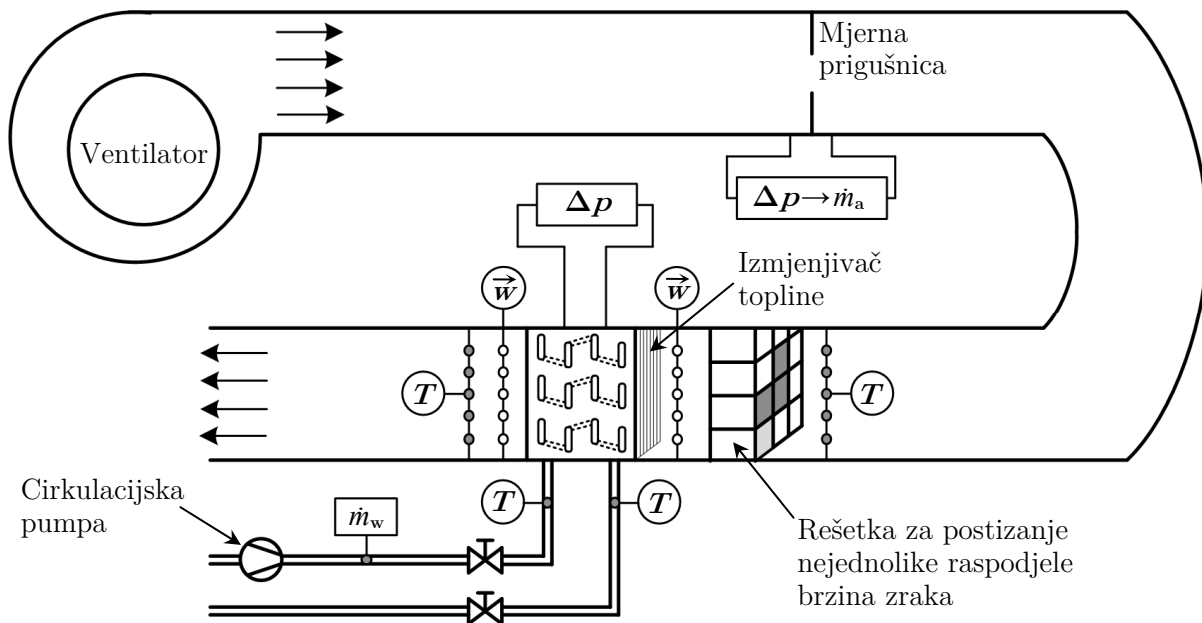 Mjerna
prigušnica
Ventilator
Δp
Δp→ṁa
w⃗
w⃗
Izmjenjivač
topline
T
T
Cirkulacijska
pumpa
ṁw
T
T
Rešetka za postizanje
nejednolike raspodjele
brzina zraka